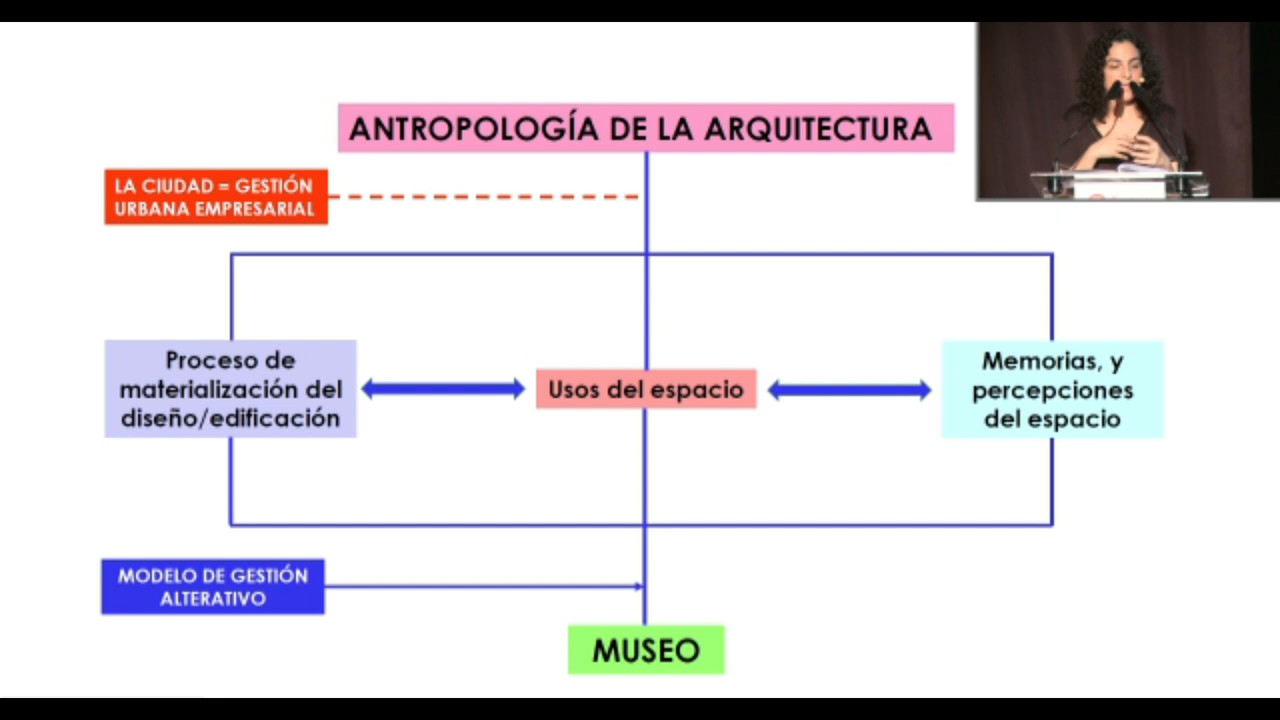 ANTROPOLOGÍA DE LA ARQUITECTURA
LA CIUDAD = GESTIÓN
URBANA EMPRESARIAL
Proceso de
materialización del
diseño/edificación
Usos del espacio
Memorias, y
percepciones
del espacio
MODELO DE GESTIÓN
ALTERATIVO
MUSEO